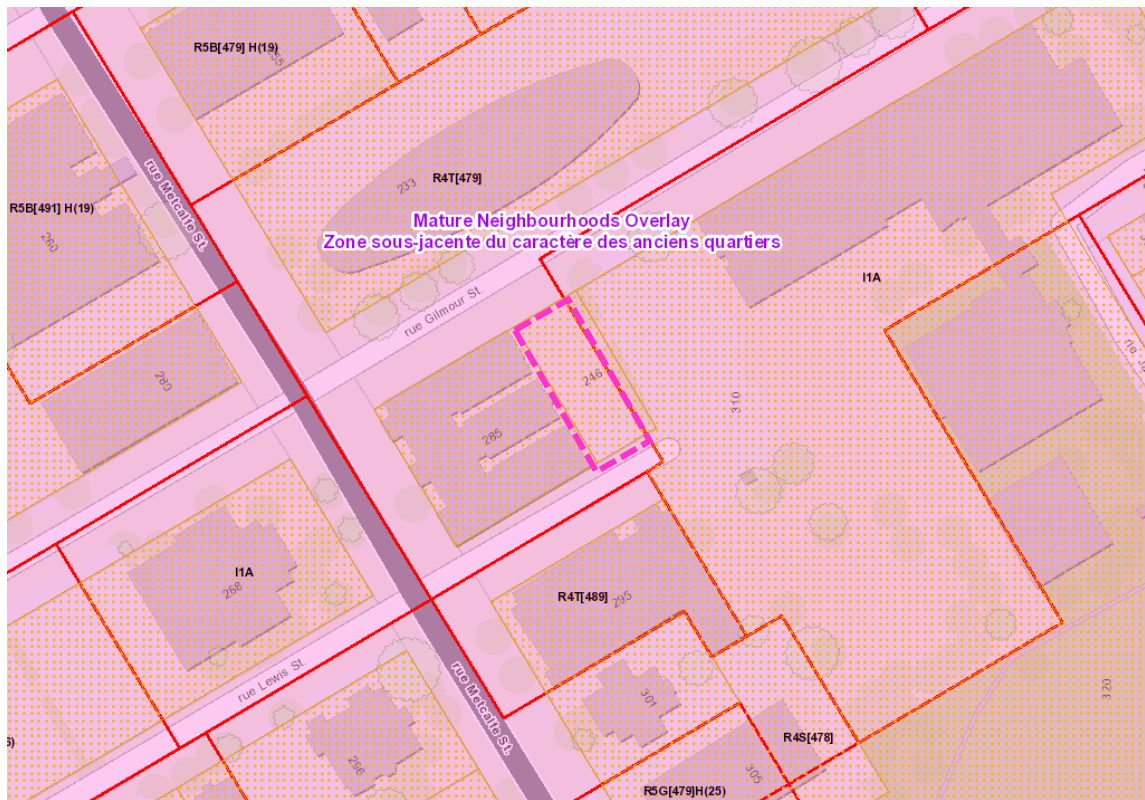 R5B[479] H(19)
rue Metcalfe St.
233
R4T[479]
R5B[491] H(19)
260
Mature Neighbourhoods Overlay
Zone sous-jacente du caractère des anciens quartiers
I1A
rue Gilmour St.
280
246
310
285
I1A
268
R4T[489]
295
rue Lewis St.
rue Metcalfe St.
301
320
296
R4S[478]
305
R5G[479]H(25)